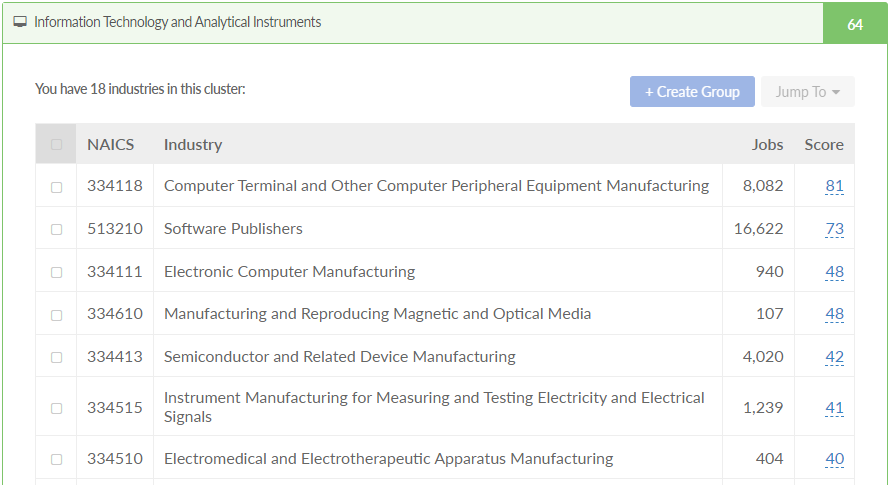 Information Technology and Analytical Instruments 64
You have 18 industries in this cluster:
+ Create Group Jump To
NAICS Industry Jobs Score
334118 Computer Terminal and Other Computer Peripheral Equipment Manufacturing 8,082 81
513210 Software Publishers 16,622 73
334111 Electronic Computer Manufacturing 940 48
334610 Manufacturing and Reproducing Magnetic and Optical Media 107 48
334413 Semiconductor and Related Device Manufacturing 4,020 42
334515 Instrument Manufacturing for Measuring and Testing Electricity and Electrical
Signals 1,239 41
334510 Electromedical and Electrotherapeutic Apparatus Manufacturing 404 40